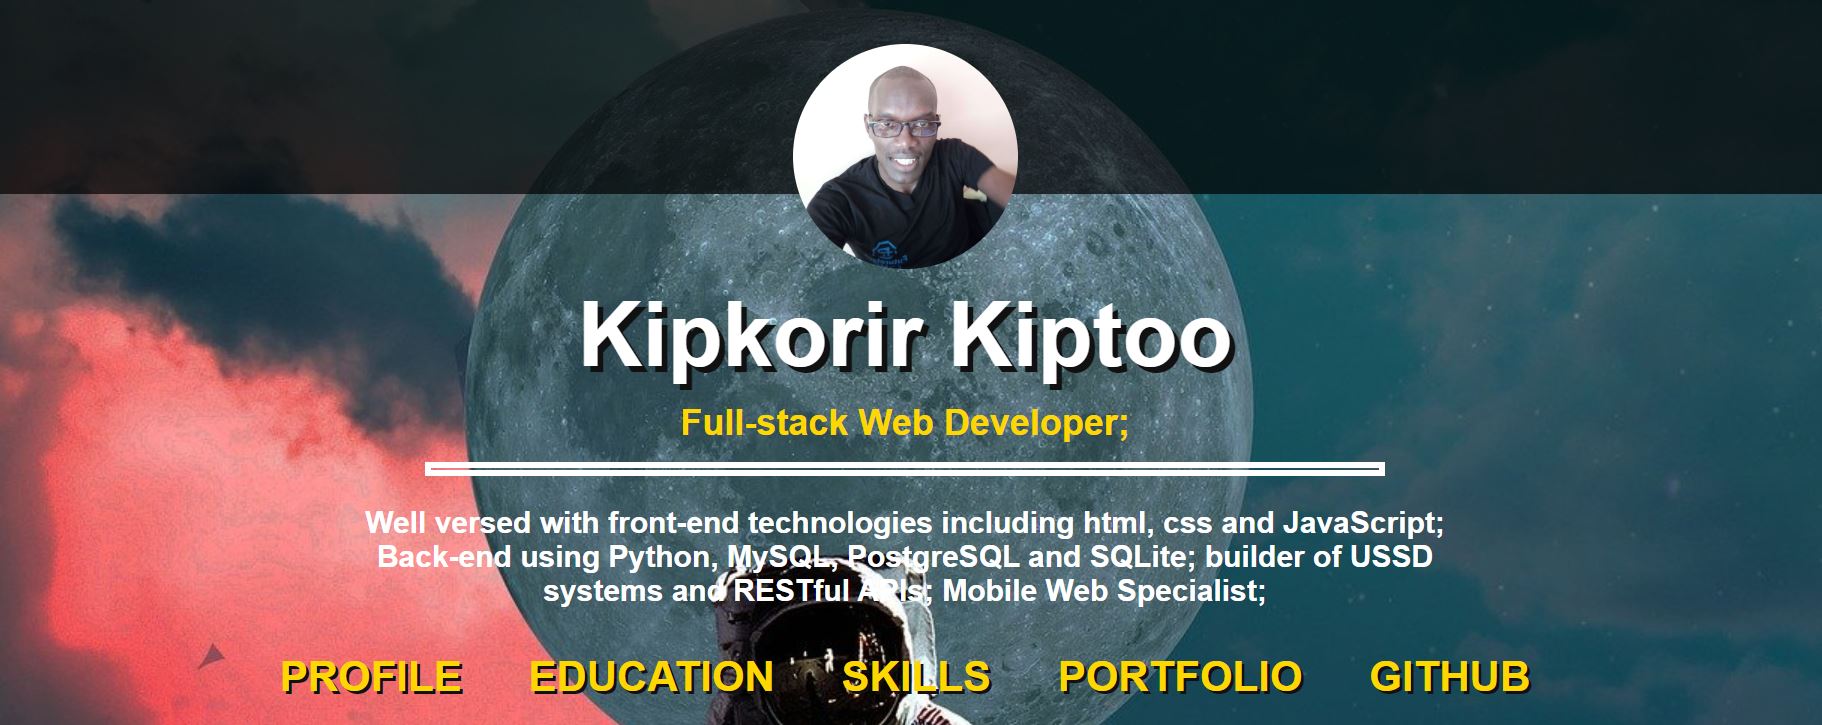 Kipkorir Kiptoo
Full-stack Web Developer;
Well versed with front-end technologies including html, css and JavaScript;
Back-end using Python, MySQL, PostgreSQL and SQLite; builder of USSD
systems and RESTful APIs; Mobile Web Specialist;
PROFILE EDUCATION SKILLS PORTFOLIO GITHUB